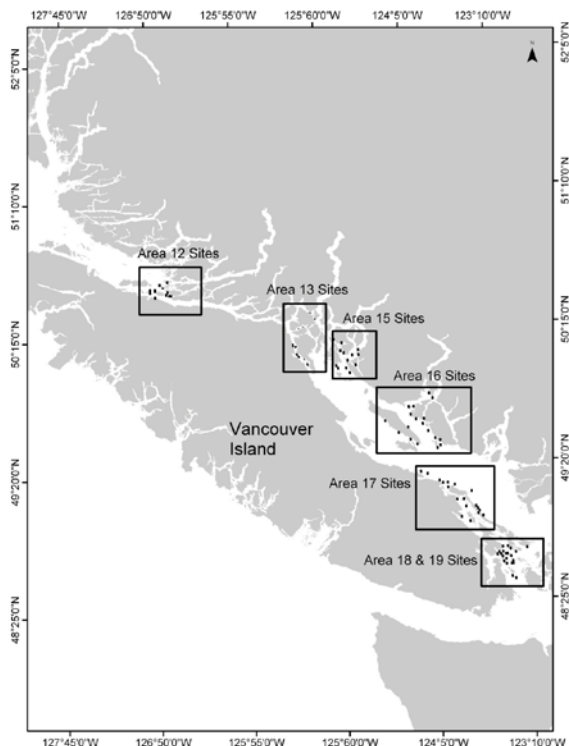 127°45'0"W 126°50'0"W 125°55'0"W 125°60'0"W 124°5'0"W 123°10'0"W
52°5'0"N
52°5'0"N
51°10'0"N
51°10'0"N
Area 12 Sites
Area 13 Sites
Area 15 Sites
50°15'0"N
50°15'0"N
Area 16 Sites
Vancouver
Island
49°20'0"N
49°20'0"N
Area 17 Sites
Area 18 & 19 Sites
48°25'0"N
48°25'0"N
127°45'0"W 126°50'0"W 125°55'0"W 125°60'0"W 124°5'0"W 123°10'0"W